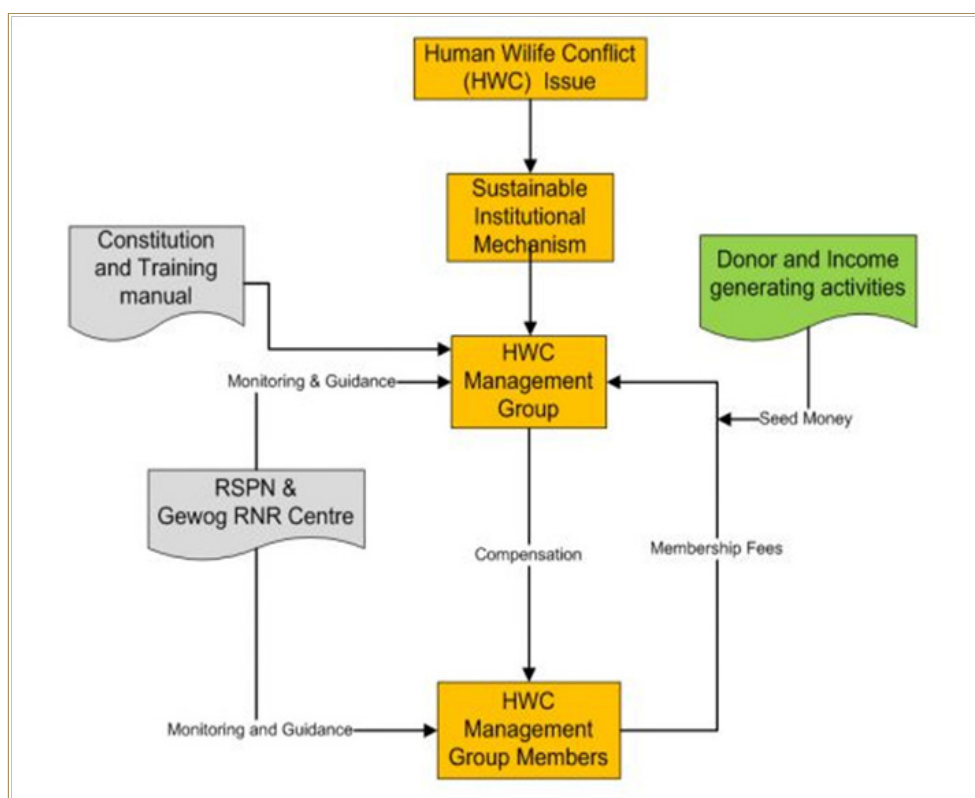 Human Wilife Conflict
(HWC) Issue
Sustainable
Institutional
Mechanism
Constitution
and Training
manual
Donor and Income
generating activities
HWC
Management
Group
Monitoring & Guidance
Seed Money
RSPN &
Gewog RNR Centre
Compensation
Membership Fees
HWC
Management
Group Members
Monitoring and Guidance